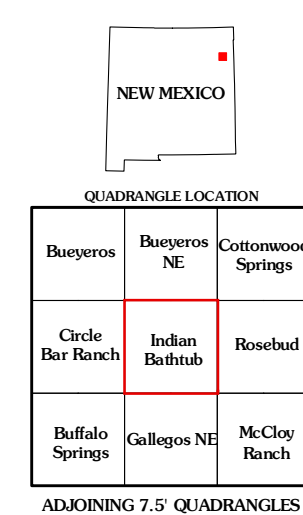 NEW MEXICO
QUADRANGLE LOCATION
Bueyeros
Bueyeros
NE
Cottonwood
Springs
Circle
Bar Ranch
Indian
Bathtub
Rosebud
Buffalo
Springs
Gallegos NE
McCloy
Ranch
ADJOINING 7.5' QUADRANGLES